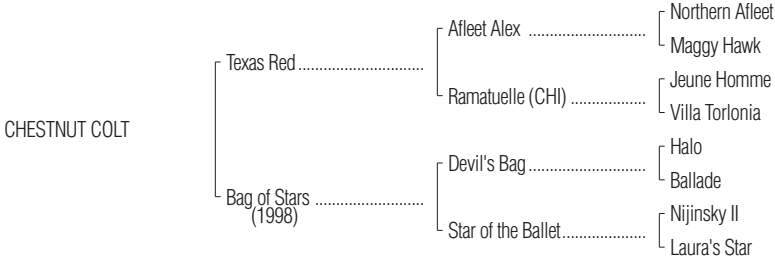 Northern Afleet
Afleet Alex ..............................
Maggy Hawk
Texas Red ................................
Jeune Homme
Ramatuelle (CHI) ....................
Villa Torlonia
CHESTNUT COLT
Halo
Devil's Bag ..............................
Ballade
Bag of Stars ............................
(1998)
Nijinsky II
Star of the Ballet ......................
Laura's Star